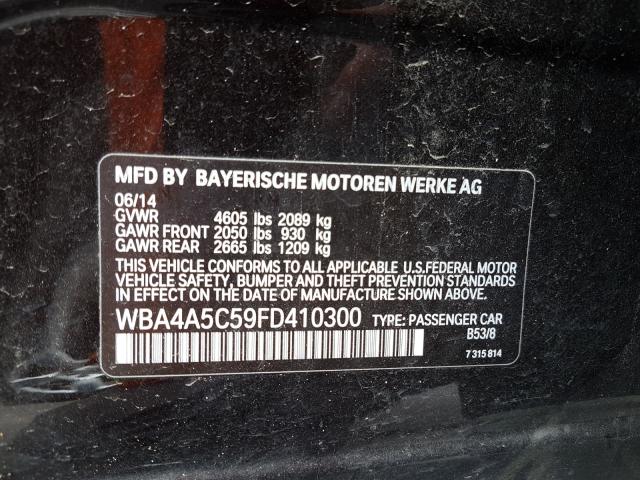 MFD BY BAYERISCHE MOTOREN WERKE AG
06/14
GVWR 4605 lbs 2089 kg
GAWR FRONT 2050 lbs 930 kg
GAWR REAR 2665 lbs 1209 kg
THIS VEHICLE CONFORMS TO ALL APPLICABLE U.S.FEDERAL MOTOR
VEHICLE SAFETY, BUMPER AND THEFT PREVENTION STANDARDS
IN EFFECT ON THE DATE OF MANUFACTURE SHOWN ABOVE.
WBA4A5C59FD410300 TYPE: PASSENGER CAR
B53/8
7 315 814